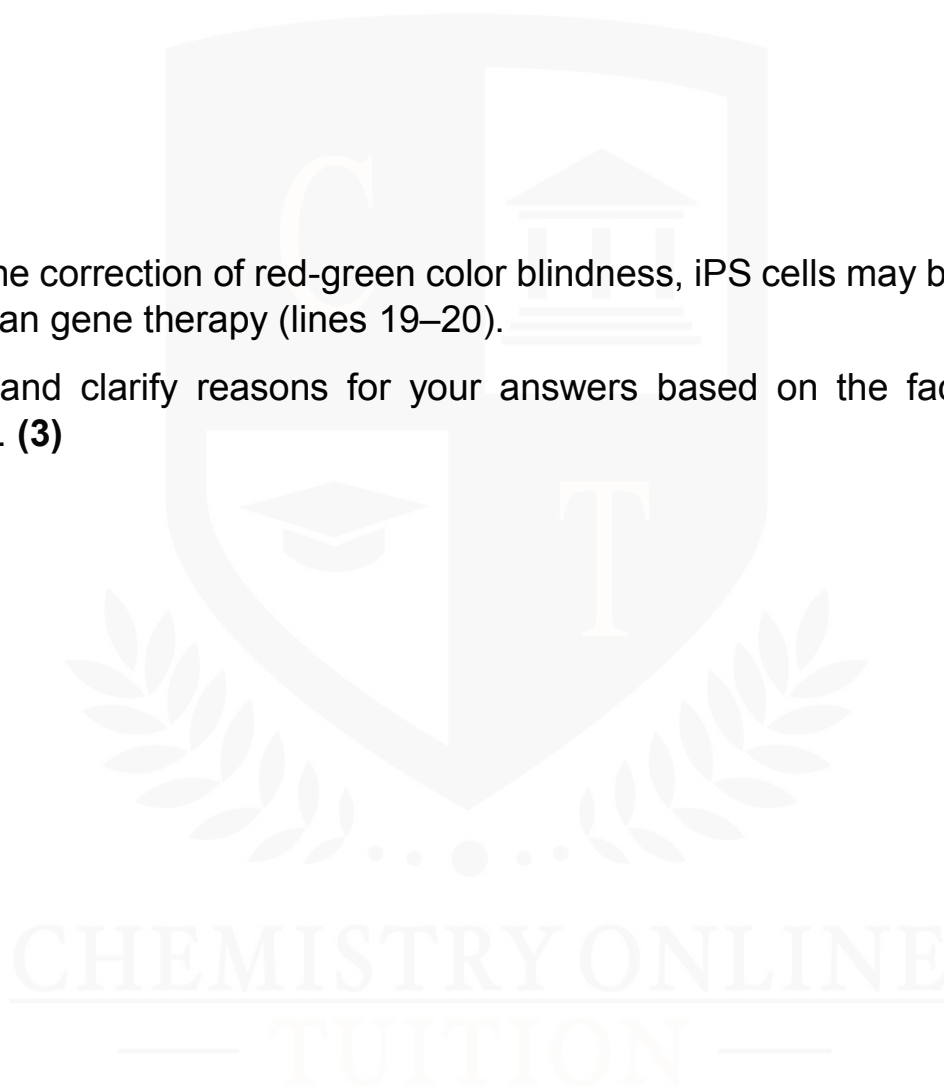 he correction of red-green color blindness, iPS cells may b
an gene therapy (lines 19–20).
and clarify reasons for your answers based on the fac
. (3)
C
T
CHEMISTRY ONLINE
TUITION